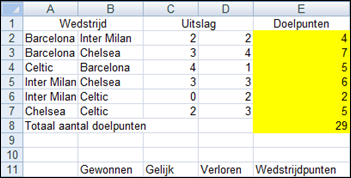 A B C D E
1 Wedstrijd Uitslag Doelpunten
2 Barcelona Inter Milan 2 2 4
3 Barcelona Chelsea 3 4 7
4 Celtic Barcelona 4 1 5
5 Inter Milan Chelsea 3 3 6
6 Inter Milan Celtic 0 2 2
7 Chelsea Celtic 2 3 5
8 Totaal aantal doelpunten 29
9
10
11 Gewonnen Gelijk Verloren Wedstrijdpunten